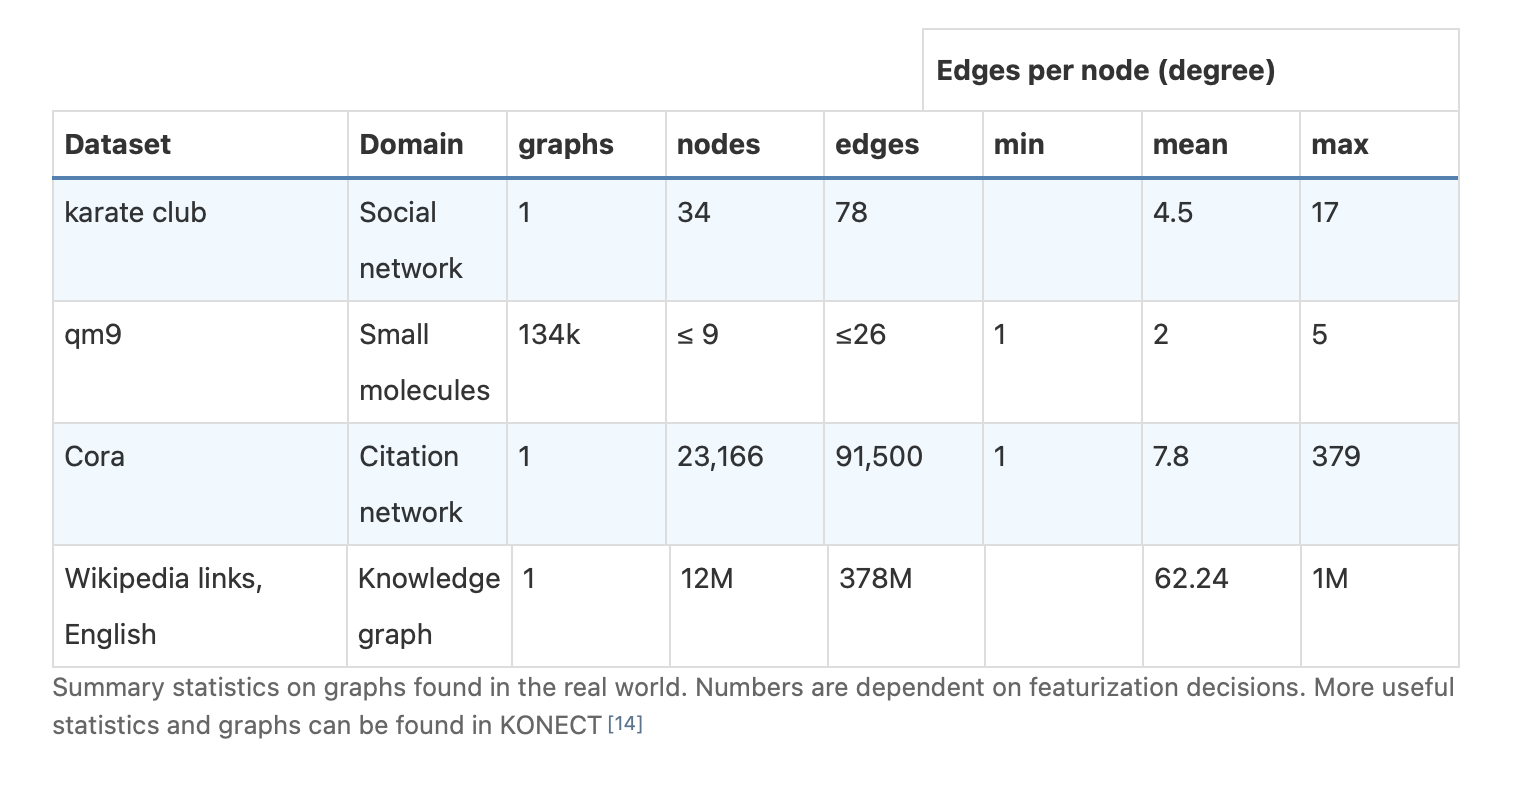 Edges per node (degree)
Dataset Domain graphs nodes edges min mean max
karate club Social 1 34 78 4.5 17
network
qm9 Small 134k ≤ 9 ≤26 1 2 5
molecules
Cora Citation 1 23,166 91,500 1 7.8 379
network
Wikipedia links, Knowledge 1 12M 378M 62.24 1M
English graph
Summary statistics on graphs found in the real world. Numbers are dependent on featurization decisions. More useful
statistics and graphs can be found in KONECT [14]